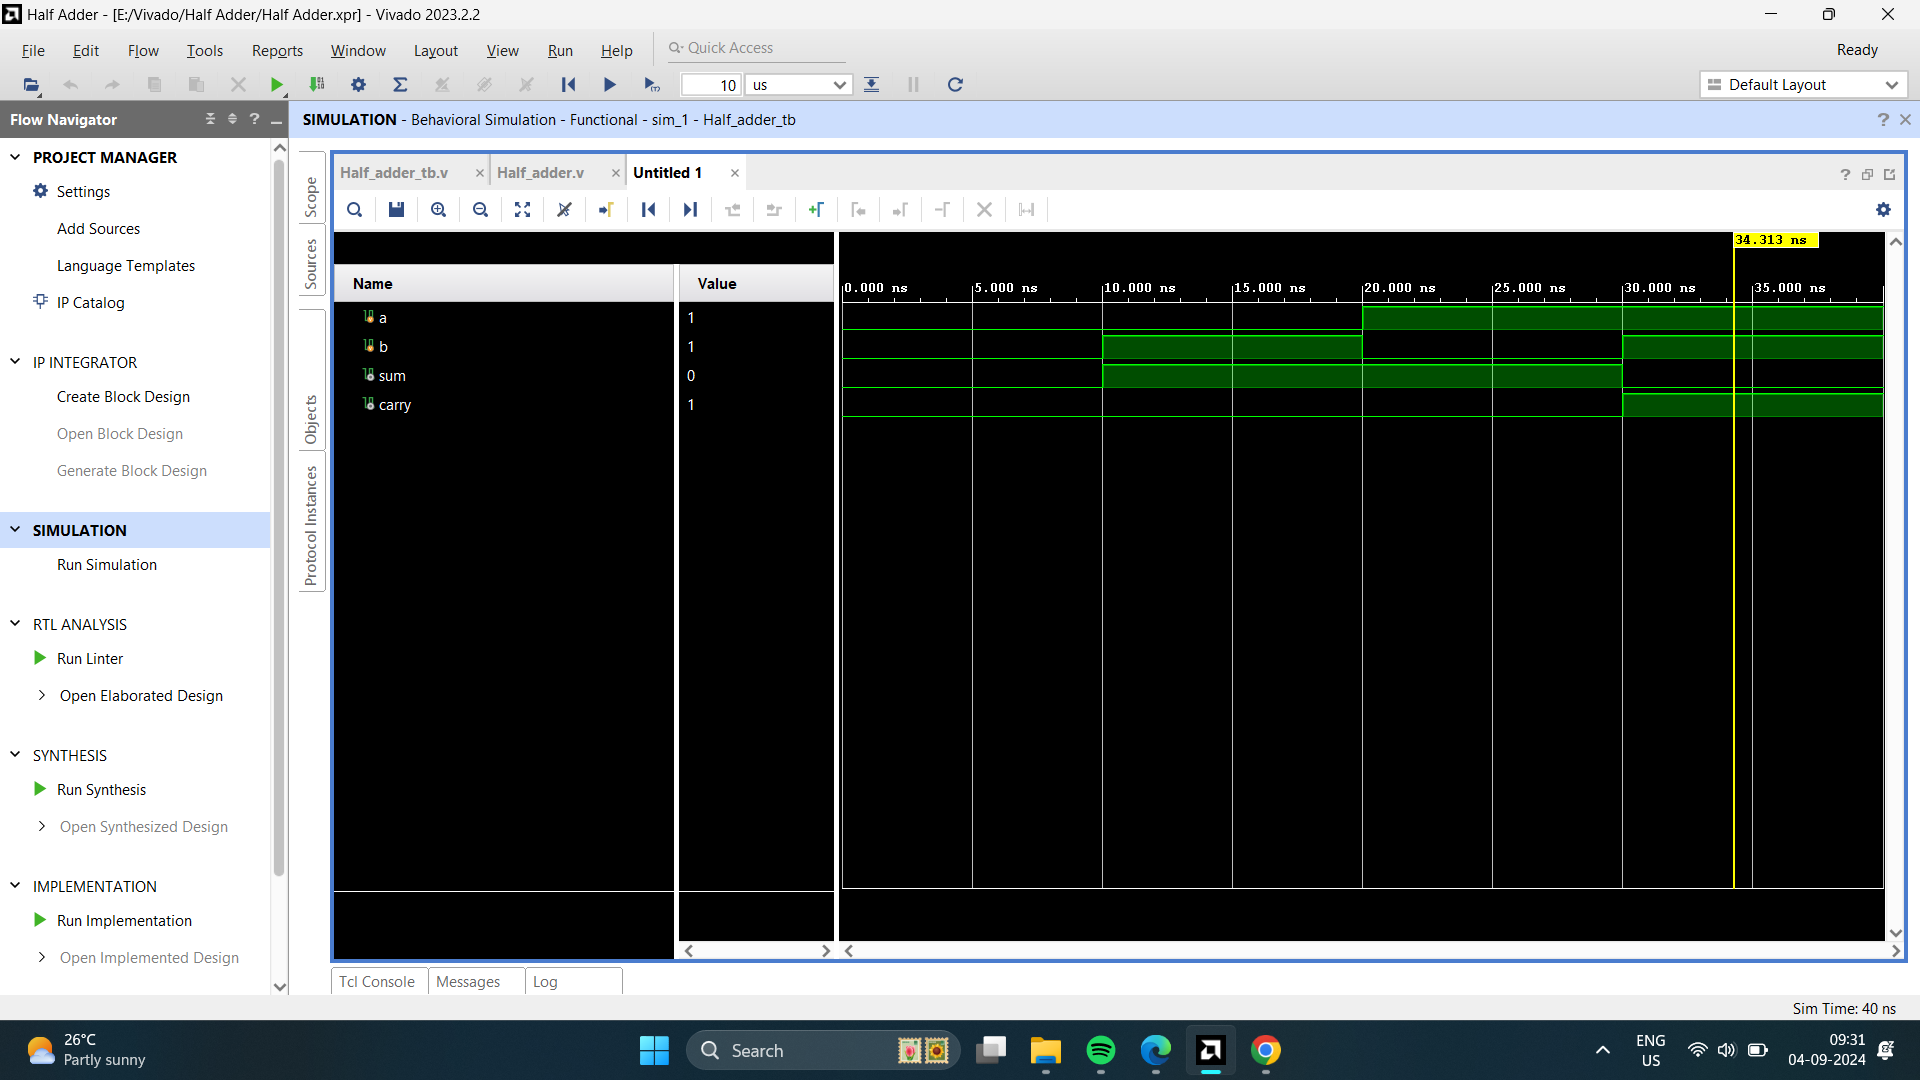 Half Adder - [E:/Vivado/Half Adder/Half Adder.xpr] - Vivado 2023.2.2
File Edit Flow Tools Reports Window Layout View Run Help Quick Access Ready
10 us Default Layout
Flow Navigator
SIMULATION - Behavioral Simulation - Functional - sim_1 - Half_adder_tb
PROJECT MANAGER
Settings
Add Sources
Language Templates
IP Catalog
IP INTEGRATOR
Create Block Design
Open Block Design
Generate Block Design
SIMULATION
Run Simulation
RTL ANALYSIS
Run Linter
Open Elaborated Design
SYNTHESIS
Run Synthesis
Open Synthesized Design
IMPLEMENTATION
Run Implementation
Open Implemented Design
Scope
Sources
Objects
Protocol Instances
Half_adder_tb.v Half_adder.v Untitled 1
34.313 ns
Name Value
0.000 ns 5.000 ns 10.000 ns 15.000 ns 20.000 ns 25.000 ns 30.000 ns 35.000 ns
a 1
b 1
sum 0
carry 1
Tcl Console Messages Log
Sim Time: 40 ns
26°C
Partly sunny
Search
ENG
US
09:31
04-09-2024